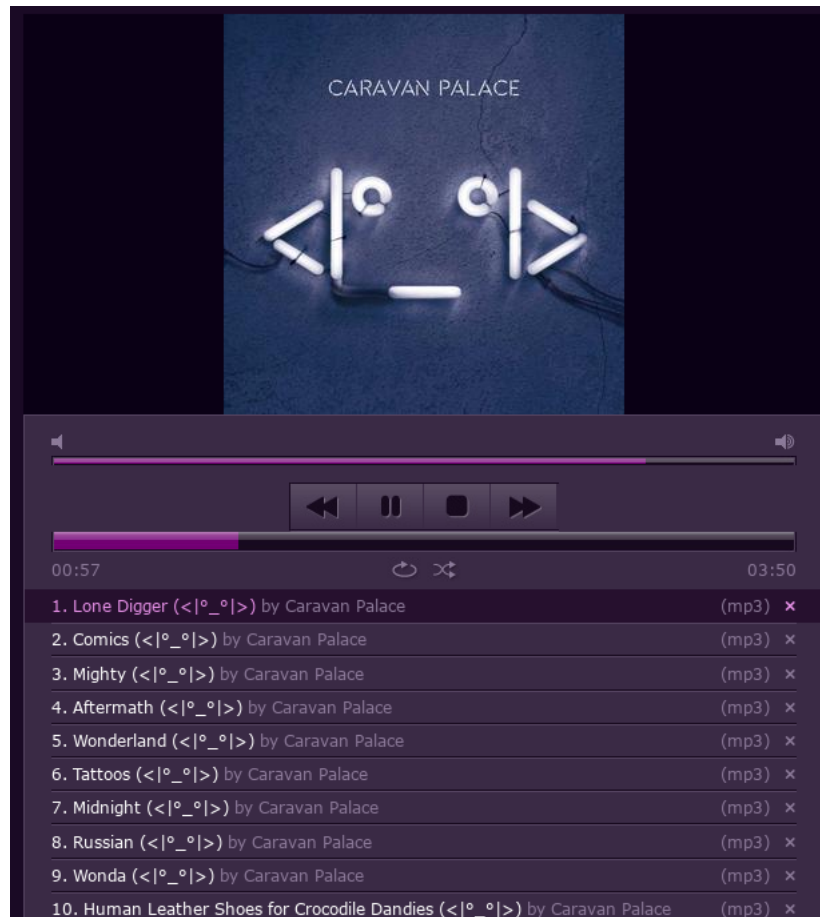 CARAVAN PALACE
<|° _ °|>
00:57 03:50
1. Lone Digger (<|°_°|>) by Caravan Palace (mp3) ×
2. Comics (<|°_°|>) by Caravan Palace (mp3) ×
3. Mighty (<|°_°|>) by Caravan Palace (mp3) ×
4. Aftermath (<|°_°|>) by Caravan Palace (mp3) ×
5. Wonderland (<|°_°|>) by Caravan Palace (mp3) ×
6. Tattoos (<|°_°|>) by Caravan Palace (mp3) ×
7. Midnight (<|°_°|>) by Caravan Palace (mp3) ×
8. Russian (<|°_°|>) by Caravan Palace (mp3) ×
9. Wonda (<|°_°|>) by Caravan Palace (mp3) ×
10. Human Leather Shoes for Crocodile Dandies (<|°_°|>) by Caravan Palace (mp3) ×